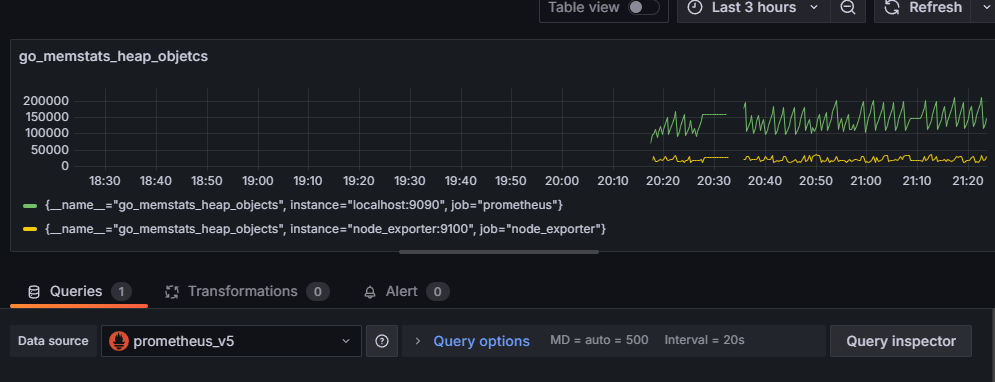 Table view Last 3 hours Refresh
go_memstats_heap_objetcs
200000
150000
100000
50000
0
18:30 18:40 18:50 19:00 19:10 19:20 19:30 19:40 19:50 20:00 20:10 20:20 20:30 20:40 20:50 21:00 21:10 21:20
{__name__="go_memstats_heap_objects", instance="localhost:9090", job="prometheus"}
{__name__="go_memstats_heap_objects", instance="node_exporter:9100", job="node_exporter"}
Queries 1 Transformations 0 Alert 0
Data source prometheus_v5 ? > Query options MD = auto = 500 Interval = 20s Query inspector